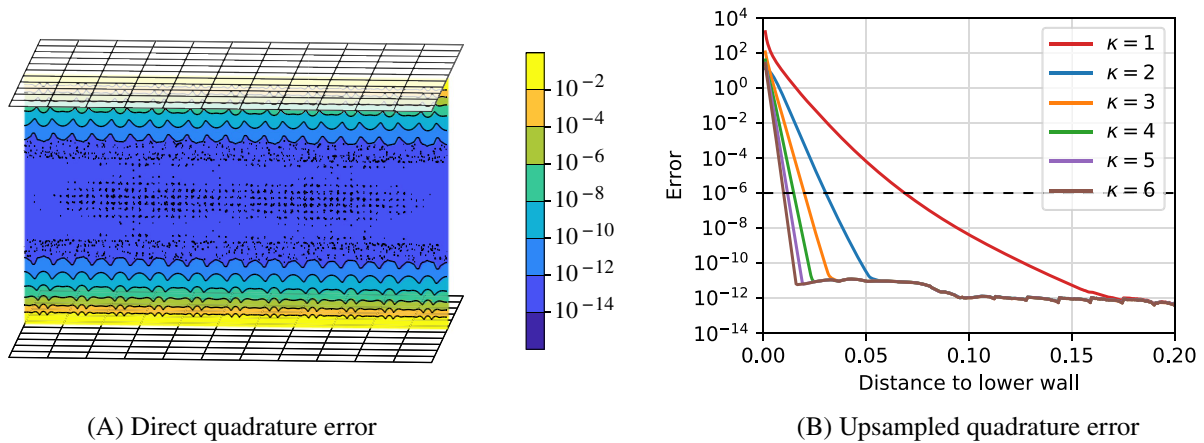 10^-2
10^-4
10^-6
10^-8
10^-10
10^-12
10^-14
(A) Direct quadrature error
Error
10^4
10^2
10^0
10^-2
10^-4
10^-6
10^-8
10^-10
10^-12
10^-14
κ = 1
κ = 2
κ = 3
κ = 4
κ = 5
κ = 6
0.00 0.05 0.10 0.15 0.20
Distance to lower wall
(B) Upsampled quadrature error